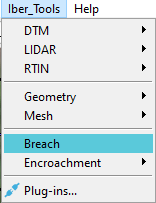 Iber_Tools Help
DTM
LIDAR
RTIN
Geometry
Mesh
Breach
Encroachment
Plug-ins...